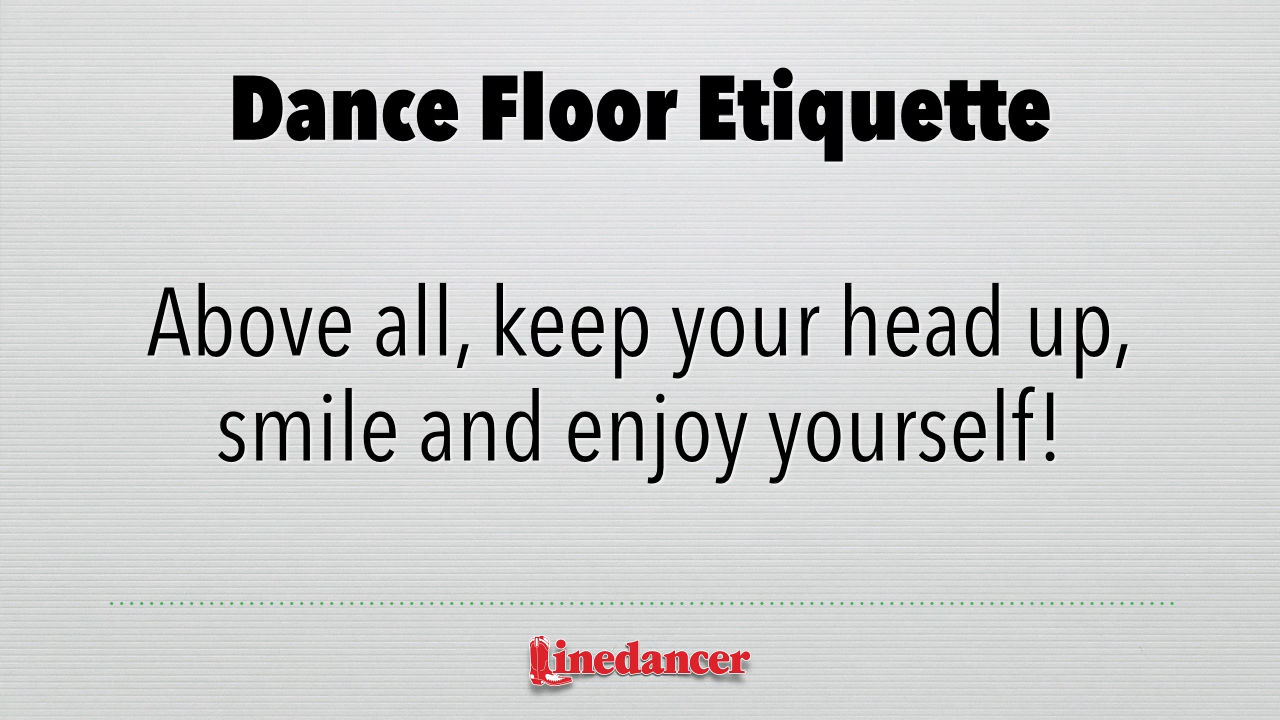 Dance Floor Etiquette
Above all, keep your head up,
smile and enjoy yourself!
Linedancer